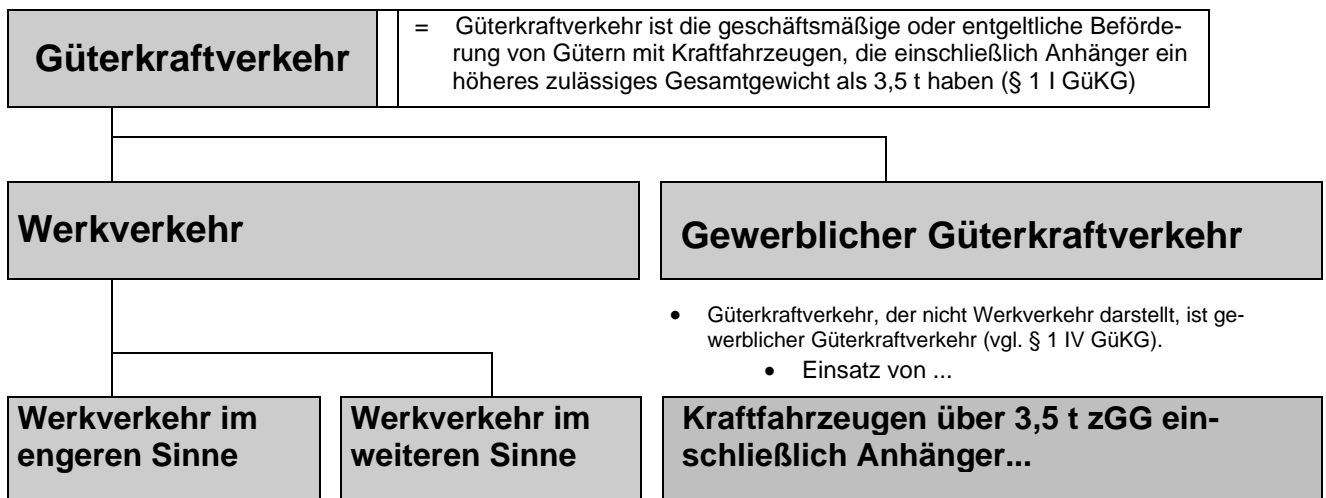 Güterkraftverkehr
= Güterkraftverkehr ist die geschäftsmäßige oder entgeltliche Beförde-
rung von Gütern mit Kraftfahrzeugen, die einschließlich Anhänger ein
höheres zulässiges Gesamtgewicht als 3,5 t haben (§ 1 I GüKG)
Werkverkehr
Gewerblicher Güterkraftverkehr
• Güterkraftverkehr, der nicht Werkverkehr darstellt, ist ge-
werblicher Güterkraftverkehr (vgl. § 1 IV GüKG).
• Einsatz von ...
Werkverkehr im
engeren Sinne
Werkverkehr im
weiteren Sinne
Kraftfahrzeugen über 3,5 t zGG ein-
schließlich Anhänger...